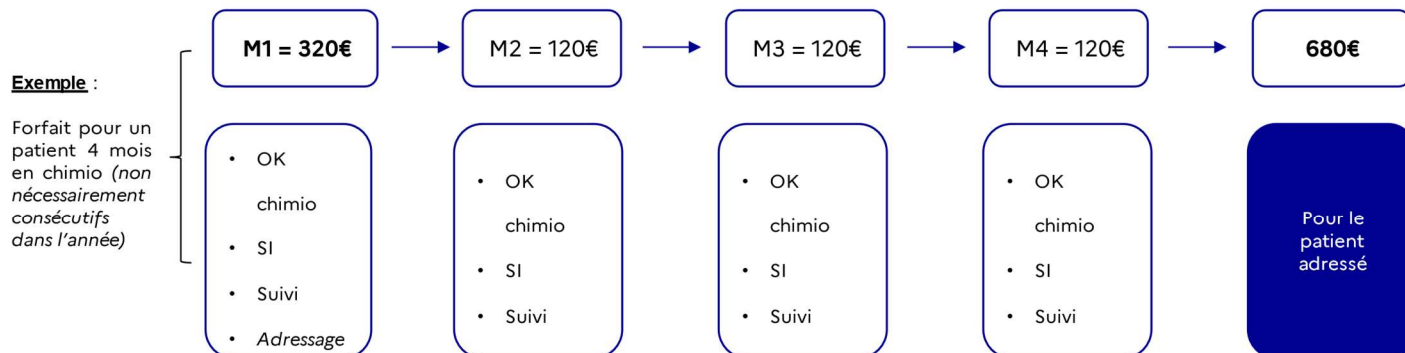 M1 = 320€
M2 = 120€
M3 = 120€
M4 = 120€
680€
Exemple :
Forfait pour un
patient 4 mois
en chimio (non
nécessairement
consécutifs
dans l'année)
• OK
chimio
• SI
• Suivi
• Adressage
• OK
chimio
• SI
• Suivi
• OK
chimio
• SI
• Suivi
• OK
chimio
• SI
• Suivi
Pour le
patient
adressé